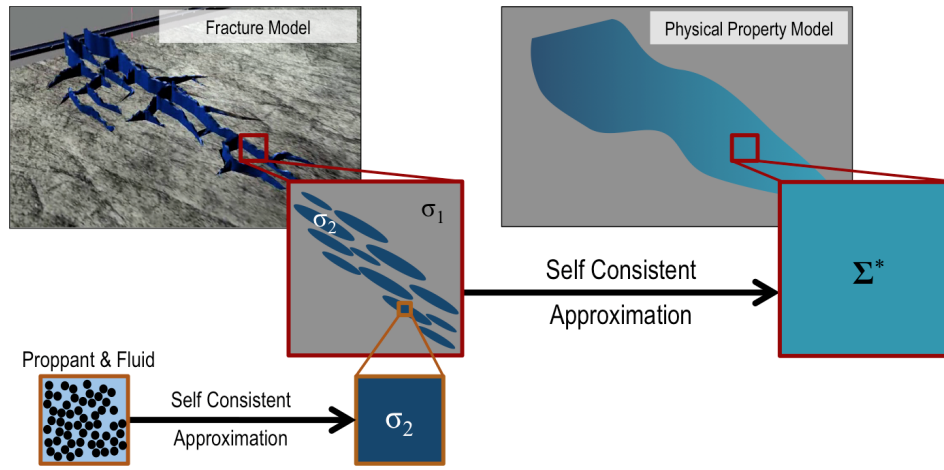 Fracture Model
Physical Property Model
σ₁
σ₂
Self Consistent
Approximation
Σ*
Proppant & Fluid
Self Consistent
Approximation
σ₂